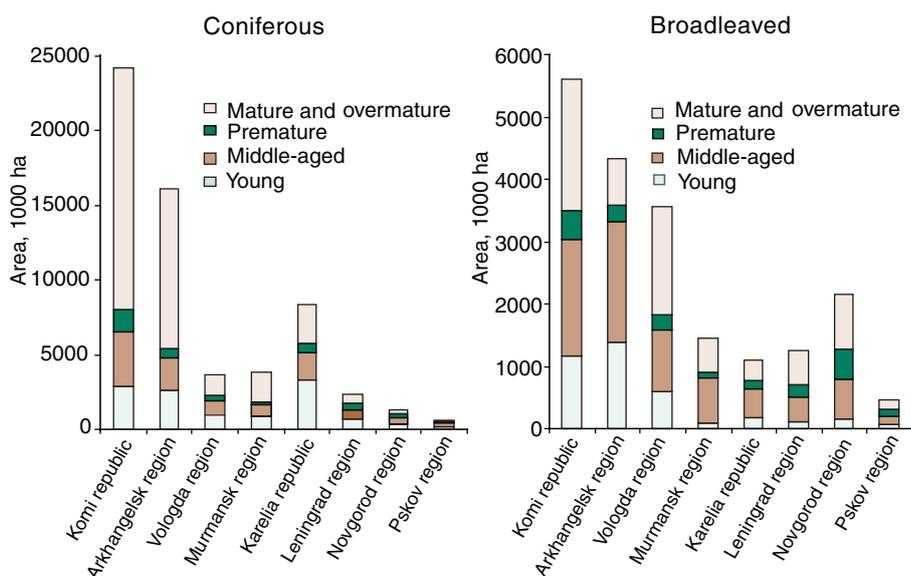 Coniferous
25000
20000
15000
10000
5000
0
Area, 1000 ha
Mature and overmature
Premature
Middle-aged
Young
Komi republic
Arkhangelsk region
Vologda region
Murmansk region
Karelia republic
Leningrad region
Novgorod region
Pskov region
Broadleaved
6000
5000
4000
3000
2000
1000
0
Area, 1000 ha
Mature and overmature
Premature
Middle-aged
Young
Komi republic
Arkhangelsk region
Vologda region
Murmansk region
Karelia republic
Leningrad region
Novgorod region
Pskov region